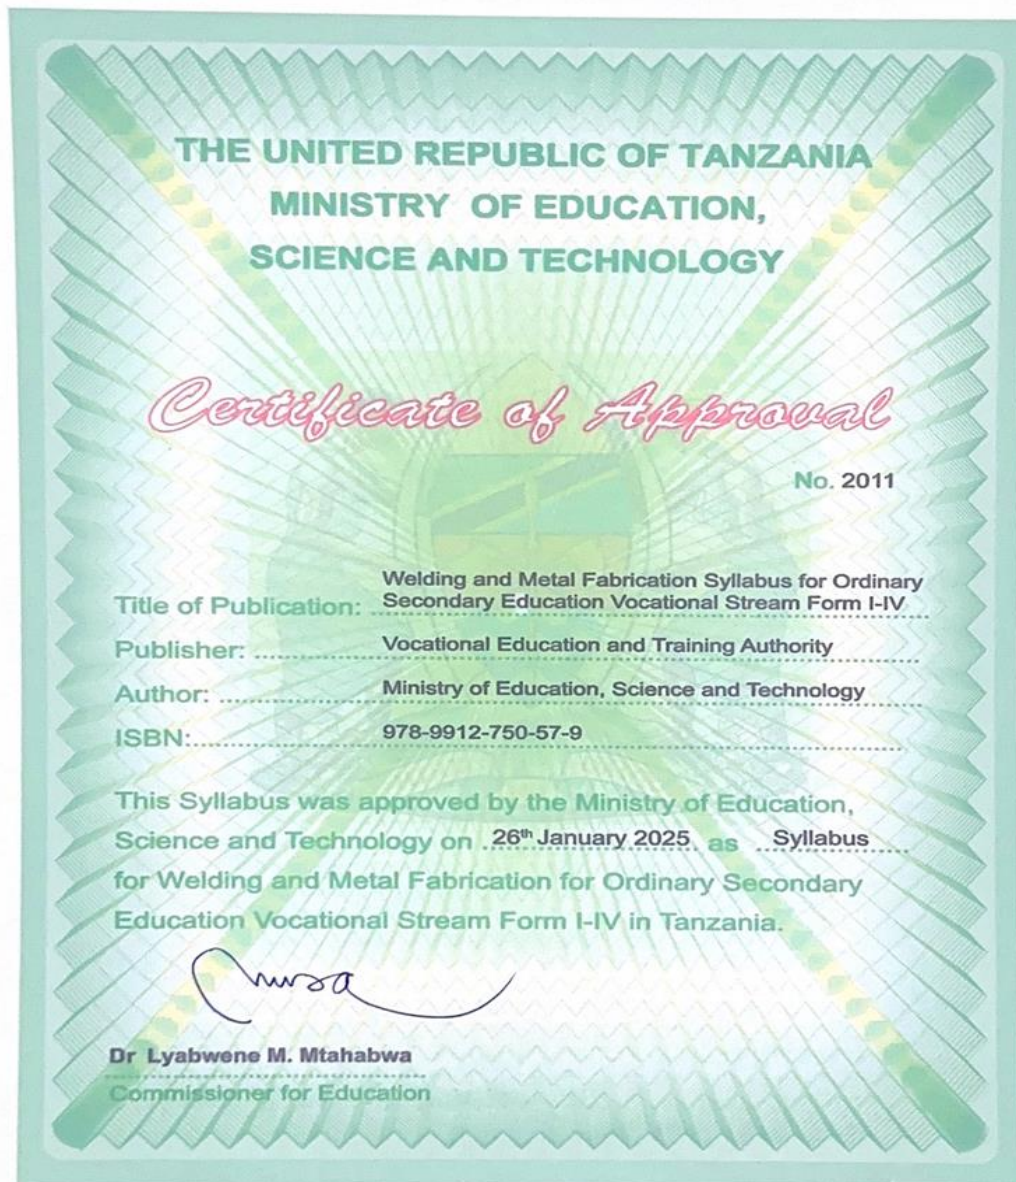 THE UNITED REPUBLIC OF TANZANIA
MINISTRY OF EDUCATION,
SCIENCE AND TECHNOLOGY
Certificate of Approval
No. 2011
Title of Publication: Welding and Metal Fabrication Syllabus for Ordinary
Secondary Education Vocational Stream Form I-IV
Publisher: Vocational Education and Training Authority
Author: Ministry of Education, Science and Technology
ISBN: 978-9912-750-57-9
This Syllabus was approved by the Ministry of Education,
Science and Technology on 26th January 2025 as Syllabus
for Welding and Metal Fabrication for Ordinary Secondary
Education Vocational Stream Form I-IV in Tanzania.
Dr Lyabwene M. Mtahabwa
Commissioner for Education